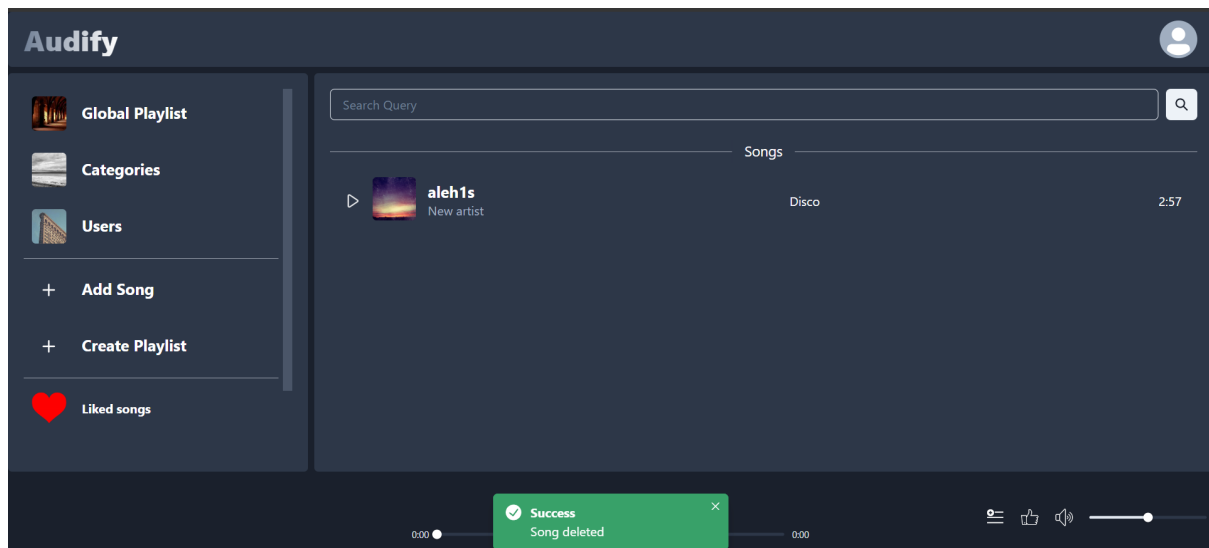 Audify
Global Playlist
Categories
Users
Add Song
Create Playlist
Liked songs
Search Query
Songs
aleh1s
New artist
Disco
2:57
Success
Song deleted
0:00
0:00